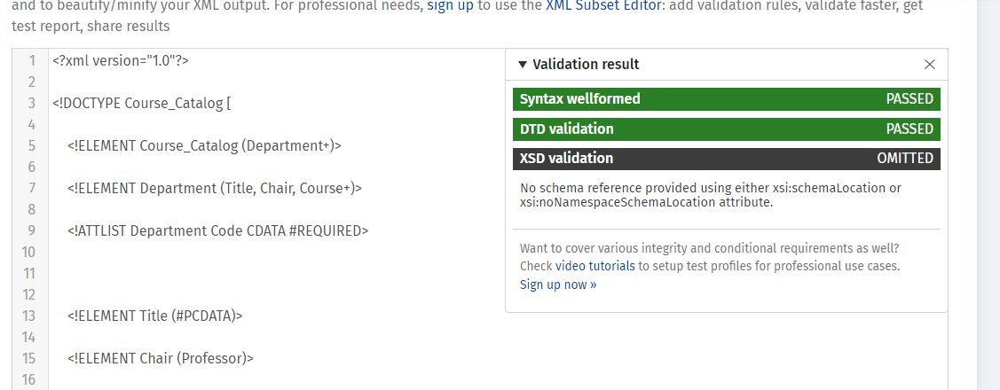 and to beautify/minify your XML output. For professional needs, sign up to use the XML Subset Editor: add validation rules, validate faster, get
test report, share results
1 <?xml version="1.0"?>
2
3 <!DOCTYPE Course_Catalog [
4
5 <!ELEMENT Course_Catalog (Department+)>
6
7 <!ELEMENT Department (Title, Chair, Course+)>
8
9 <!ATTLIST Department Code CDATA #REQUIRED>
10
11
12
13 <!ELEMENT Title (#PCDATA)>
14
15 <!ELEMENT Chair (Professor)>
16
▼ Validation result ×
Syntax wellformed PASSED
DTD validation PASSED
XSD validation OMITTED
No schema reference provided using either xsi:schemaLocation or
xsi:noNamespaceSchemaLocation attribute.
Want to cover various integrity and conditional requirements as well?
Check video tutorials to setup test profiles for professional use cases.
Sign up now »